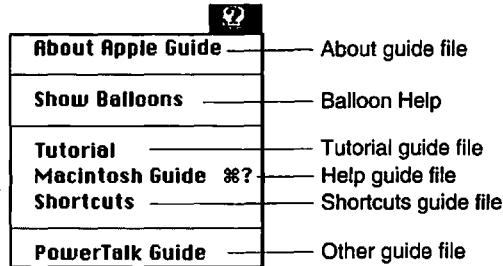 About Apple Guide About guide file
Show Balloons Balloon Help
Tutorial Tutorial guide file
Macintosh Guide ⌘? Help guide file
Shortcuts Shortcuts guide file
PowerTalk Guide Other guide file